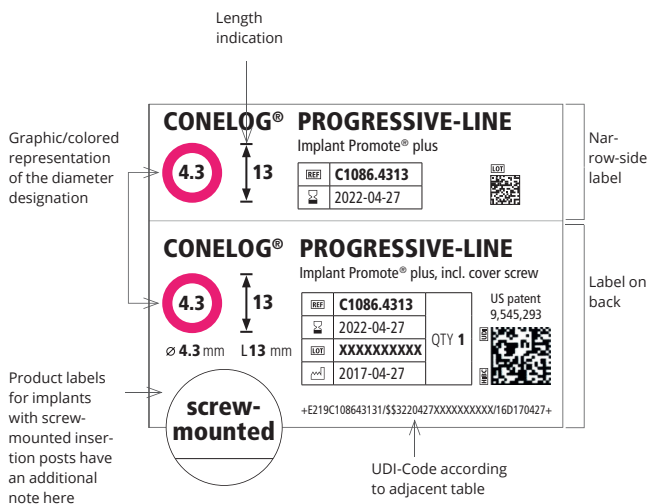 Length
indication
Graphic/colored
representation
of the diameter
designation
CONELOG® PROGRESSIVE-LINE
Implant Promote® plus
4.3
13
REF C1086.4313
2022-04-27
LOT
Nar-
row-side
label
CONELOG® PROGRESSIVE-LINE
Implant Promote® plus, incl. cover screw
4.3
13
⌀ 4.3 mm L13 mm
REF C1086.4313
2022-04-27
LOT XXXXXXXXXX
2017-04-27
QTY 1
US patent
9,545,293
UDI
HIBC
Label on
back
Product labels
for implants
with screw-
mounted inser-
tion posts have
an additional
note here
screw-
mounted
+E219C108643131/$$3220427XXXXXXXXXX/16D170427+
UDI-Code according
to adjacent table